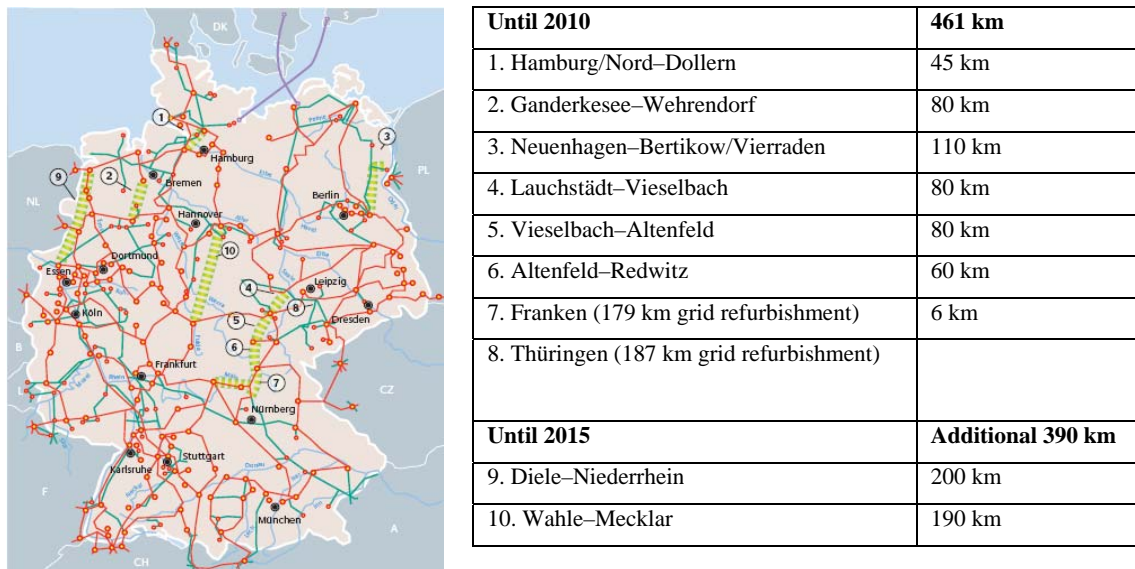 DK
S
1
3
Hamburg
Elbe
9
2
Bremen
PL
NL
Berlin
Hannover
Oder
Havel
10
Elbe
Dortmund
Essen
4
Leipzig
8
Köln
5
Dresden
6
B
Frankfurt
7
CZ
L
Nürnberg
Stuttgart
Karlsruhe
F
München
A
CH
Until 2010 461 km
1. Hamburg/Nord–Dollern 45 km
2. Ganderkesee–Wehrendorf 80 km
3. Neuenhagen–Bertikow/Vierraden 110 km
4. Lauchstädt–Vieselbach 80 km
5. Vieselbach–Altenfeld 80 km
6. Altenfeld–Redwitz 60 km
7. Franken (179 km grid refurbishment) 6 km
8. Thüringen (187 km grid refurbishment)
Until 2015 Additional 390 km
9. Diele–Niederrhein 200 km
10. Wahle–Mecklar 190 km